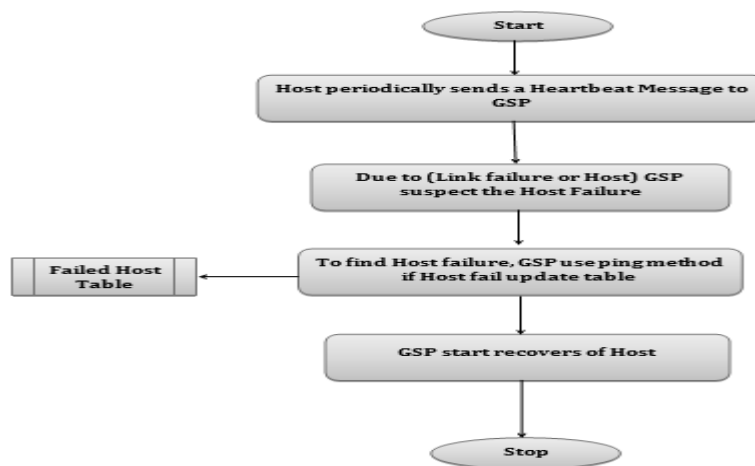 Start
Host periodically sends a Heartbeat Message to
GSP
Due to (Link failure or Host) GSP
suspect the Host Failure
To find Host failure, GSP use ping method
if Host fail update table
Failed Host
Table
GSP start recovers of Host
Stop